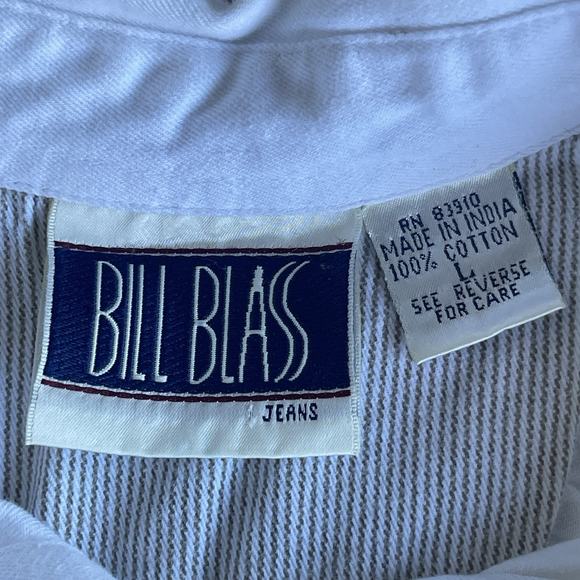 BILL BLASS
JEANS
RN 83910
MADE IN INDIA
100% COTTON
L
SEE REVERSE
FOR CARE